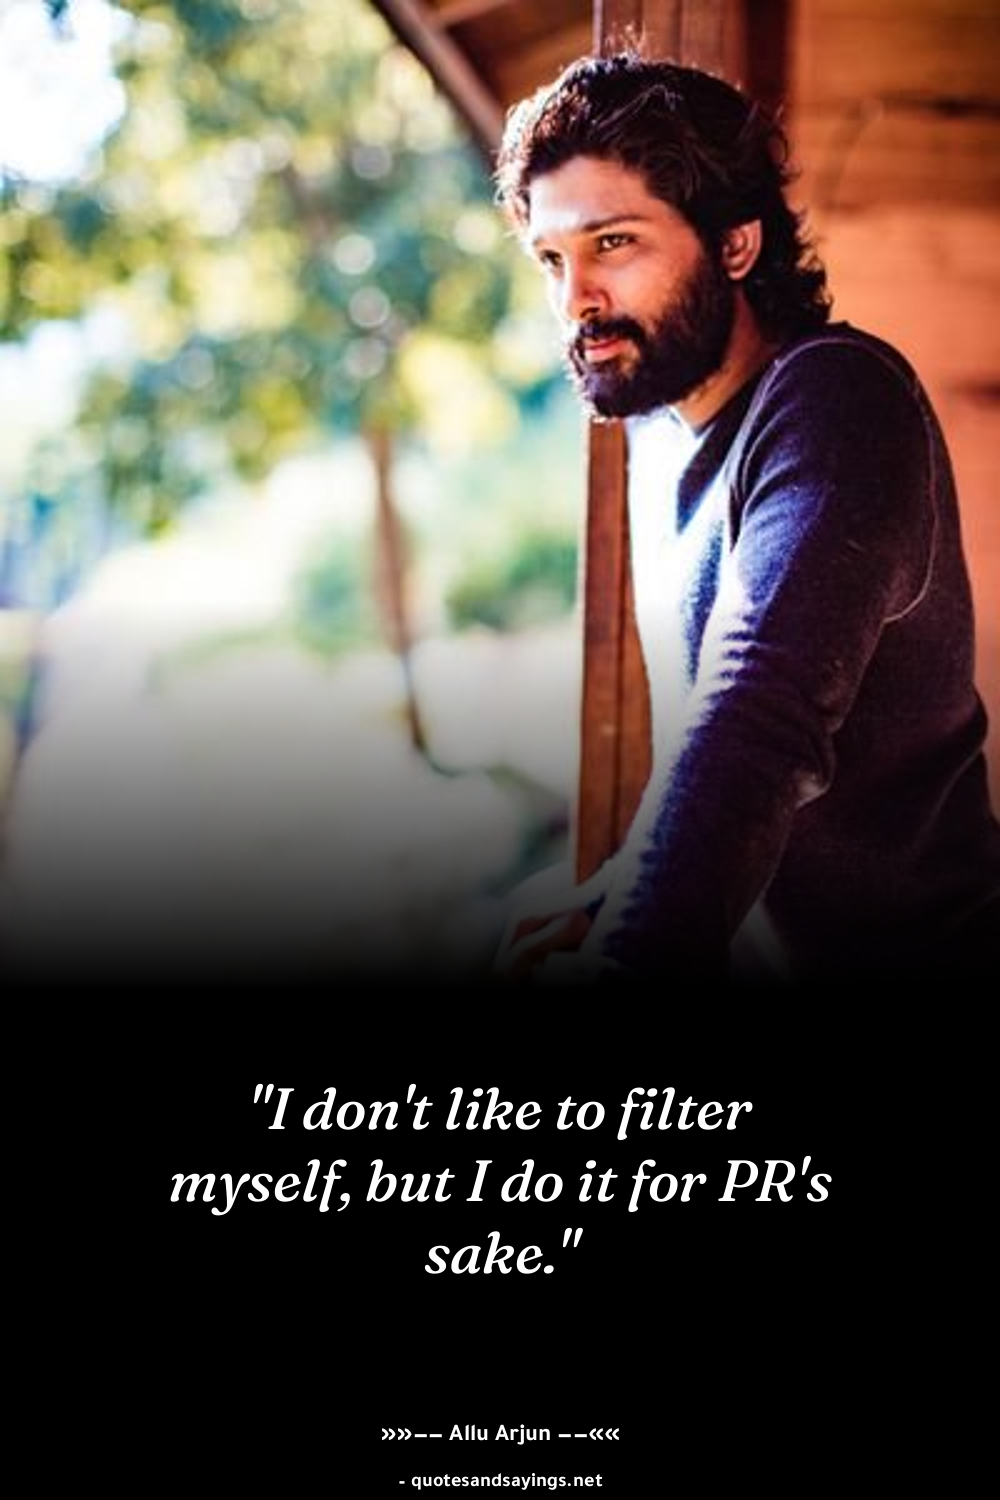 "I don't like to filter
myself, but I do it for PR's
sake."
»»–– Allu Arjun ––««
- quotesandsayings.net